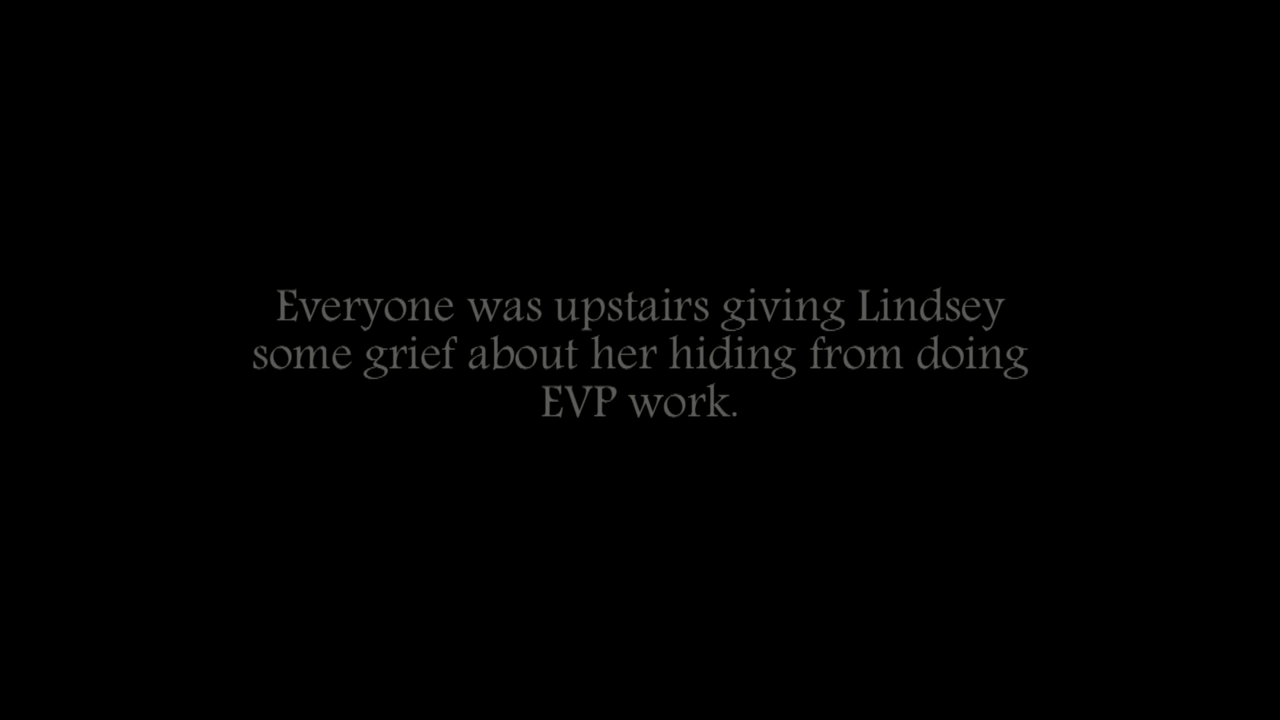 Everyone was upstairs giving Lindsey
some grief about her hiding from doing
EVP work.